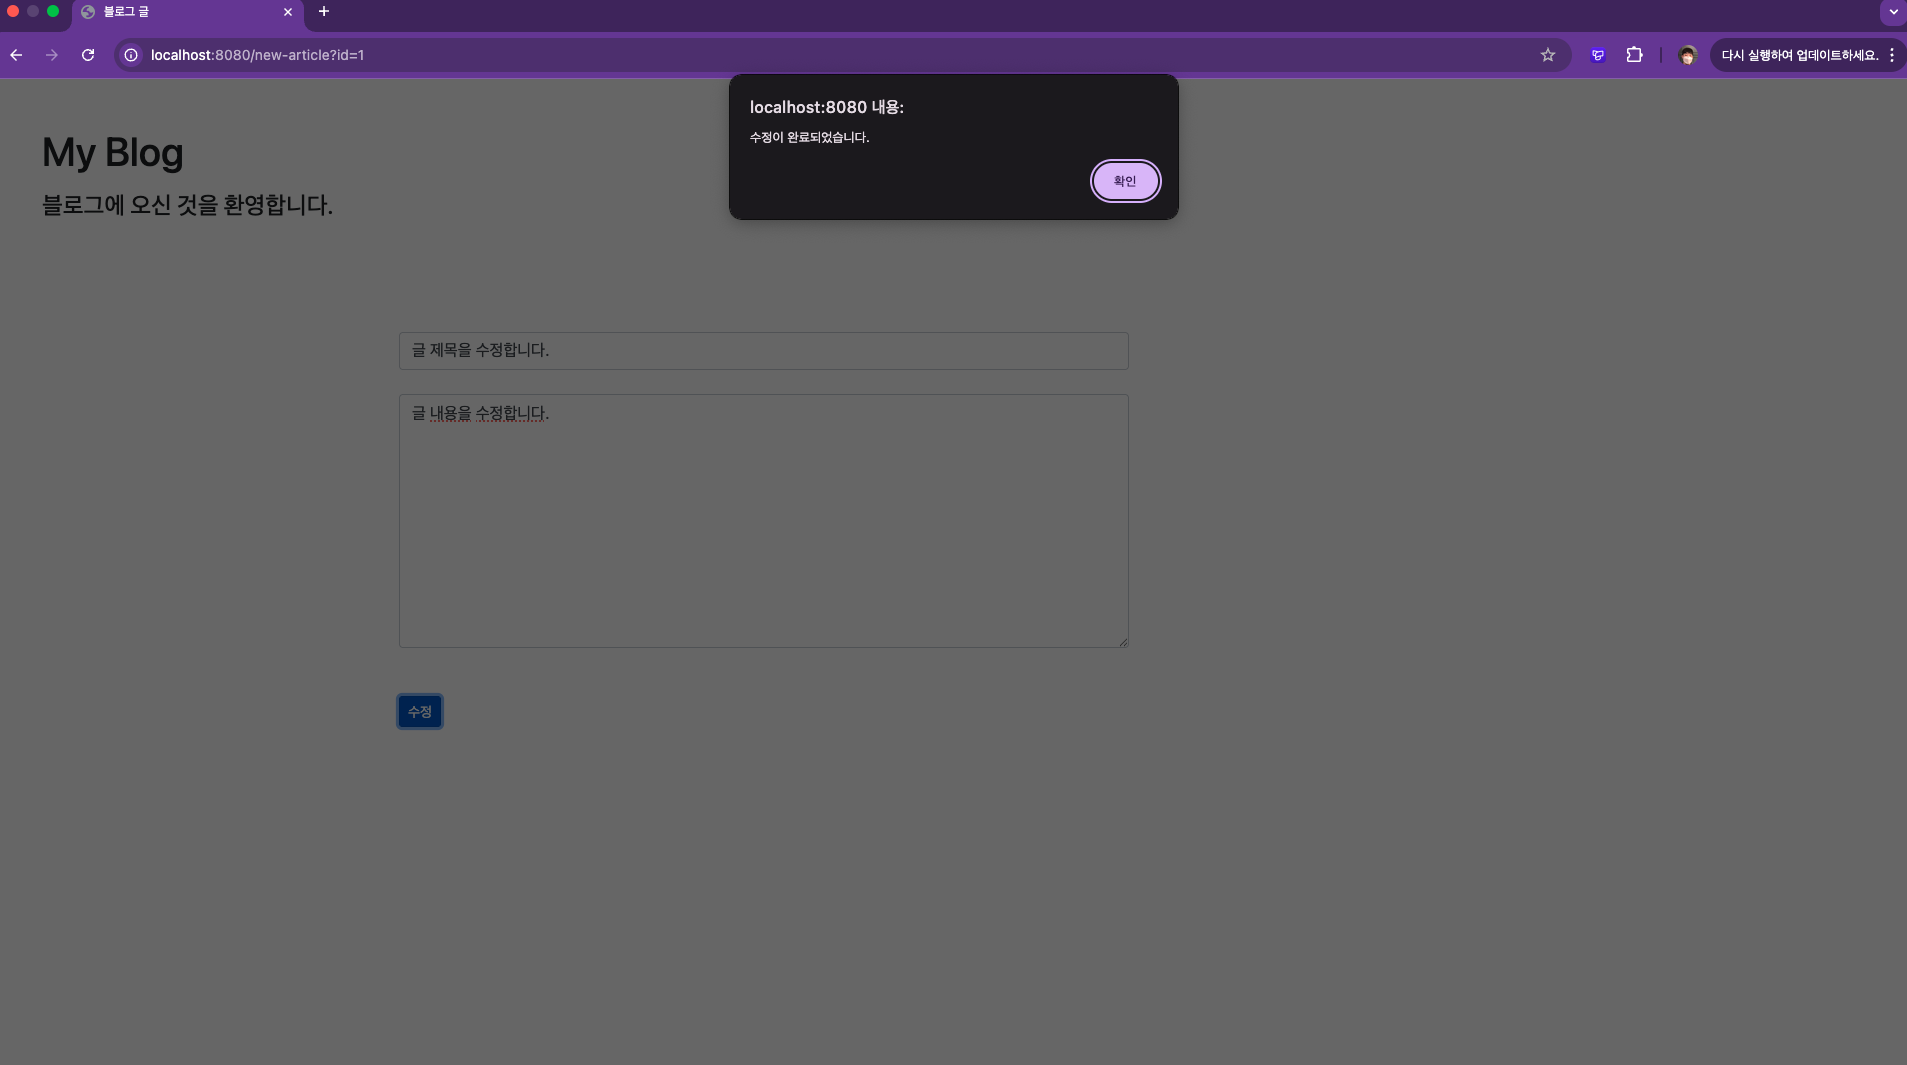 블로그 글
localhost:8080/new-article?id=1
다시 실행하여 업데이트하세요.
localhost:8080 내용:
수정이 완료되었습니다.
확인
My Blog
블로그에 오신 것을 환영합니다.
글 제목을 수정합니다.
글 내용을 수정합니다.
수정